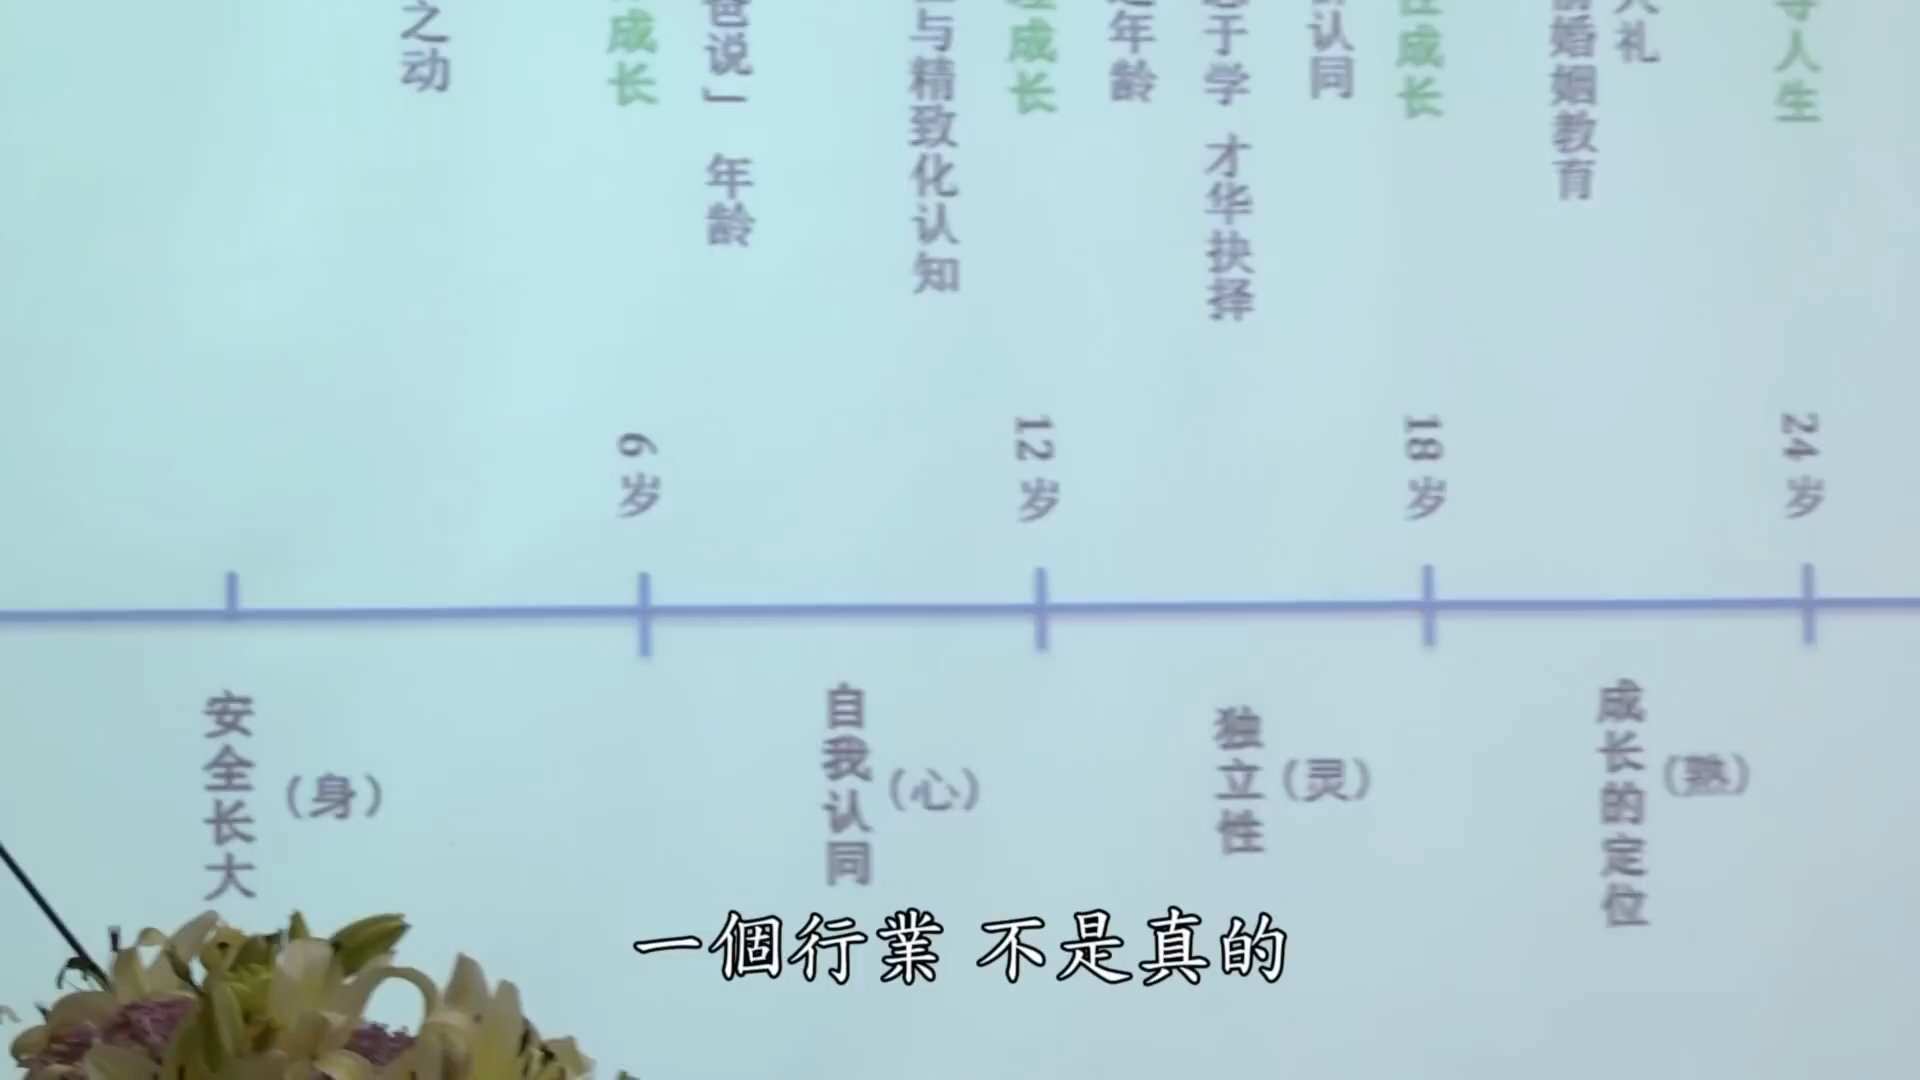 之动
成长
爸说」 年龄
与精致化认知
成长
年龄
于学 才华抉择
认同
成长
婚姻教育
礼
人生
6岁
12岁
18岁
24岁
安全长大
(身)
自我认同
(心)
独立性
(灵)
成长的定位
(熟)
一個行業 不是真的